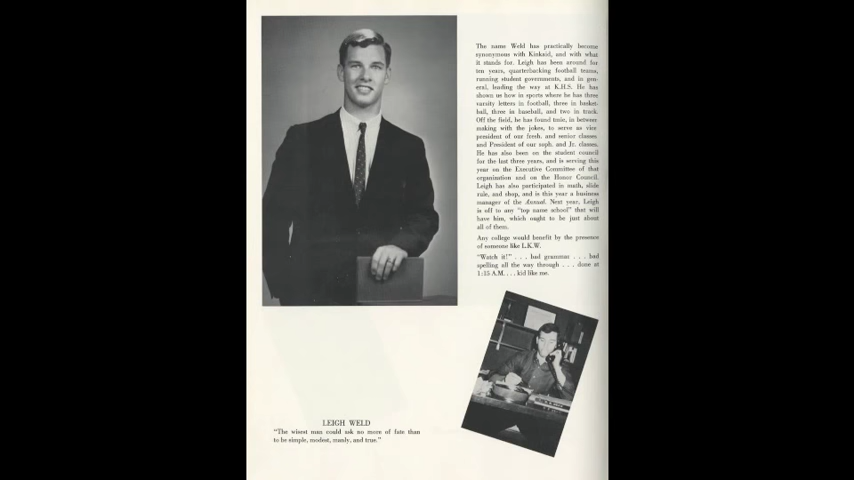 The name Weld has practically become
synonymous with Kinkaid, and with what
it stands for. Leigh has been around for
ten years, quarterbacking football teams,
running student governments, and in gen-
eral, leading the way at K.H.S. He has
shown us how in sports where he has three
varsity letters in football, three in basket-
ball, three in baseball, and two in track.
Off the field, he has found time, in between
making with the jokes, to serve as vice
president of our fresh. and senior classes
and President of our soph. and Jr. classes.
He has also been on the student council
for the last three years, and is serving this
year on the Executive Committee of that
organization and on the Honor Council.
Leigh has also participated in math, slide
rule, and shop, and is this year a business
manager of the Annual. Next year, Leigh
is off to any "top name school" that will
have him, which ought to be just about
all of them.
Any college would benefit by the presence
of someone like L.K.W.
"Watch it!" . . . bad grammar . . . bad
spelling all the way through . . . done at
1:15 A.M. . . . kid like me.
LEIGH WELD
"The wisest man could ask no more of fate than
to be simple, modest, manly, and true."